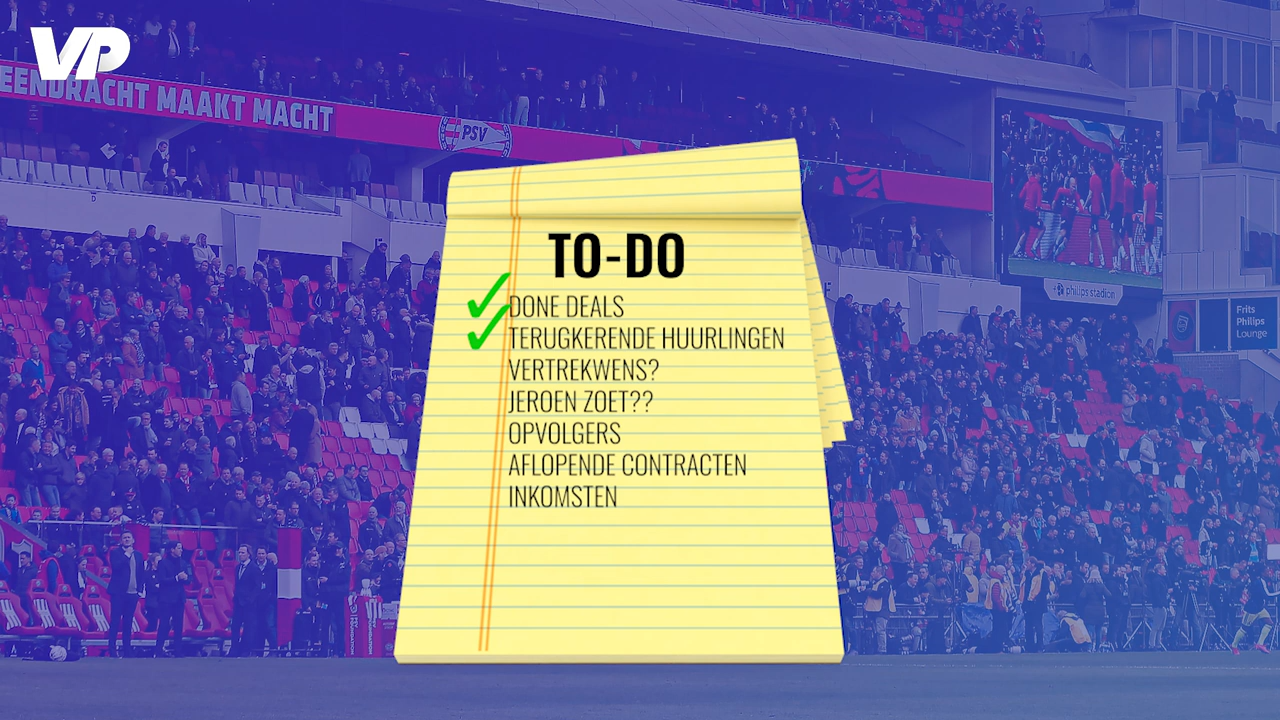 VP
EENDRACHT MAAKT MACHT
PSV
philips stadion
Frits
Philips
Lounge
TO-DO
DONE DEALS
TERUGKERENDE HUURLINGEN
VERTREKWENS?
JEROEN ZOET??
OPVOLGERS
AFLOPENDE CONTRACTEN
INKOMSTEN